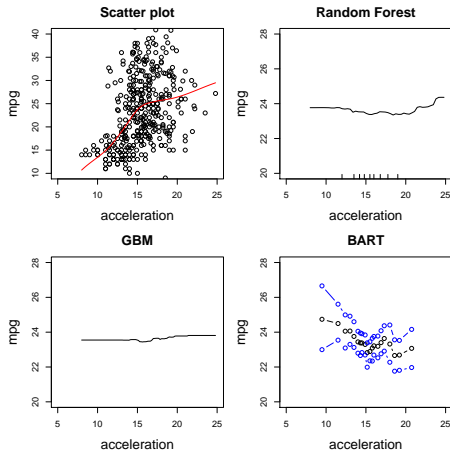 Scatter plot
mpg
10 15 20 25 30 35 40
5 10 15 20 25
acceleration
Random Forest
mpg
20 22 24 26 28
5 10 15 20 25
acceleration
GBM
mpg
20 22 24 26 28
5 10 15 20 25
acceleration
BART
mpg
20 22 24 26 28
5 10 15 20 25
acceleration